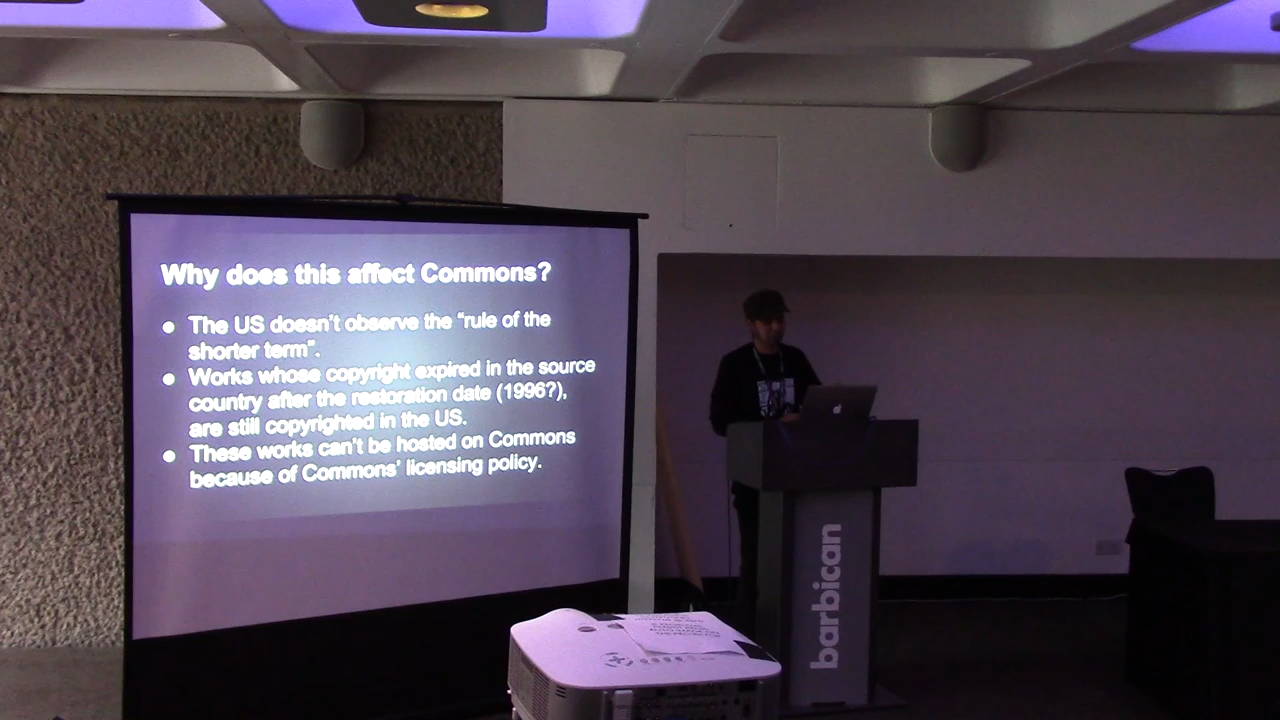 Why does this affect Commons?
● The US doesn't observe the “rule of the
shorter term”.
● Works whose copyright expired in the source
country after the restoration date (1996?),
are still copyrighted in the US.
● These works can't be hosted on Commons
because of Commons' licensing policy.
barbican